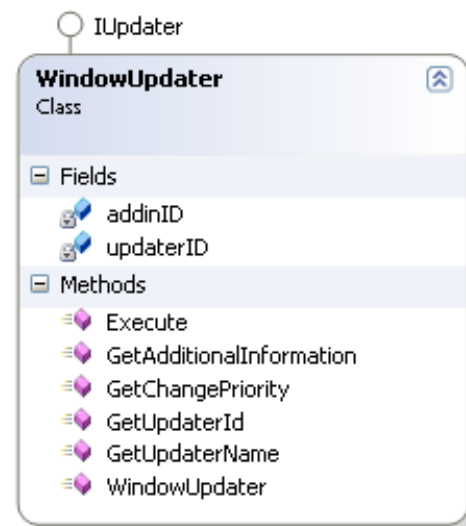 IUpdater
WindowUpdater
Class
Fields
addinID
updaterID
Methods
Execute
GetAdditionalInformation
GetChangePriority
GetUpdaterId
GetUpdaterName
WindowUpdater